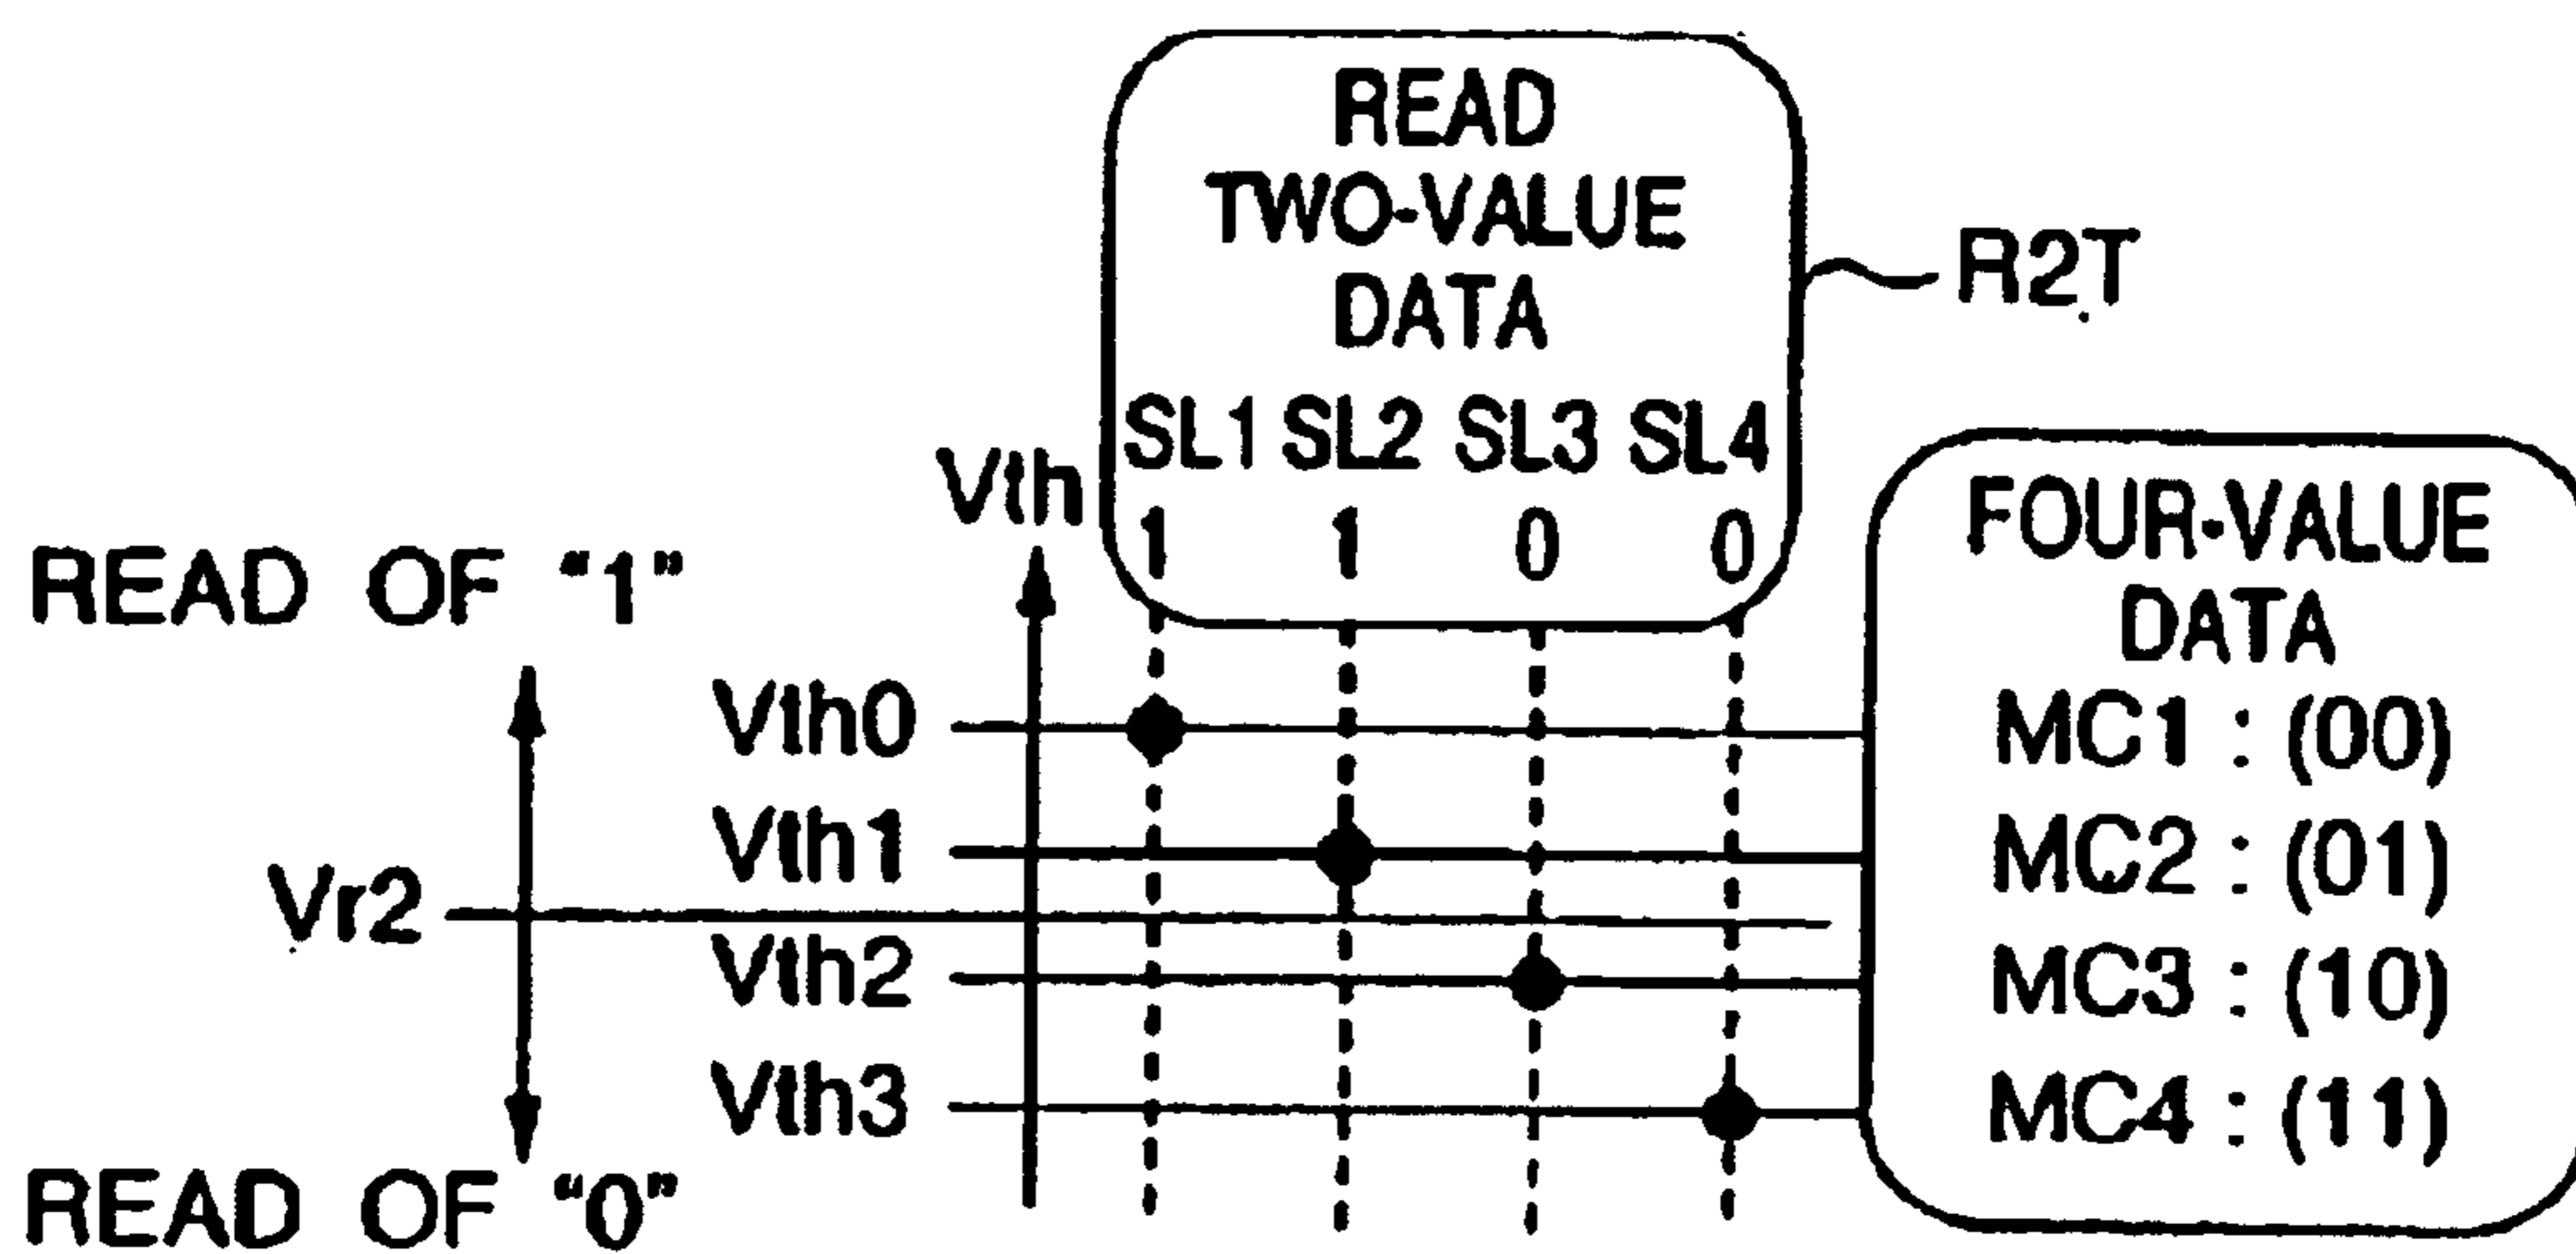 READ
TWO-VALUE
DATA
R2T
SL1 SL2 SL3 SL4
1 1 0 0
Vth
READ OF "1"
FOUR-VALUE
DATA
Vth0
MC1 : (00)
Vth1
MC2 : (01)
Vr2
Vth2
MC3 : (10)
Vth3
MC4 : (11)
READ OF "0"